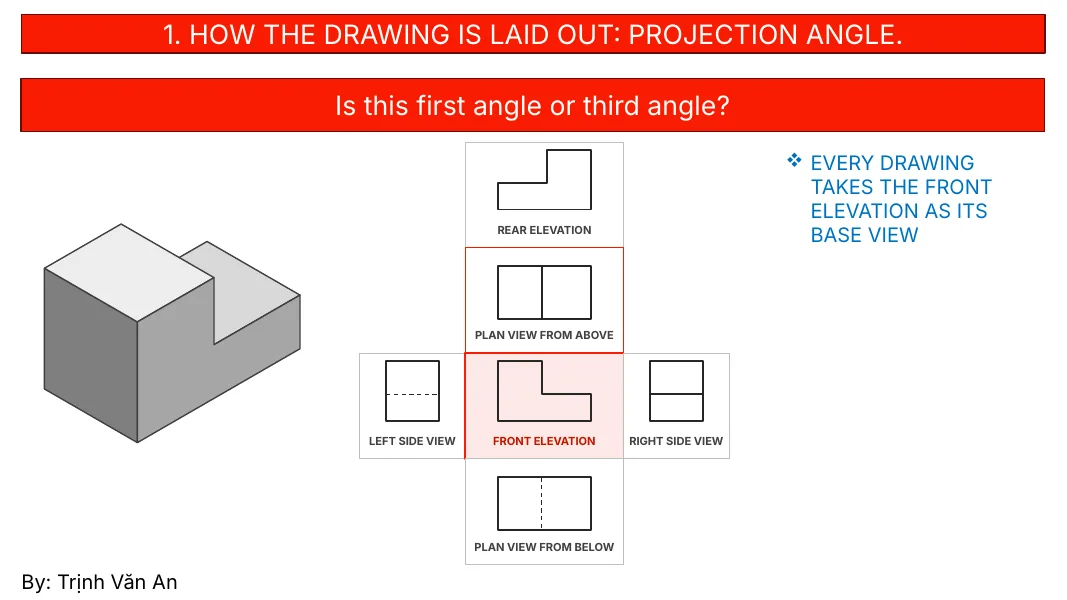 1. HOW THE DRAWING IS LAID OUT: PROJECTION ANGLE.
Is this first angle or third angle?
❖ EVERY DRAWING
TAKES THE FRONT
ELEVATION AS ITS
BASE VIEW
REAR ELEVATION
PLAN VIEW FROM ABOVE
LEFT SIDE VIEW
FRONT ELEVATION
RIGHT SIDE VIEW
PLAN VIEW FROM BELOW
By: Trịnh Văn An